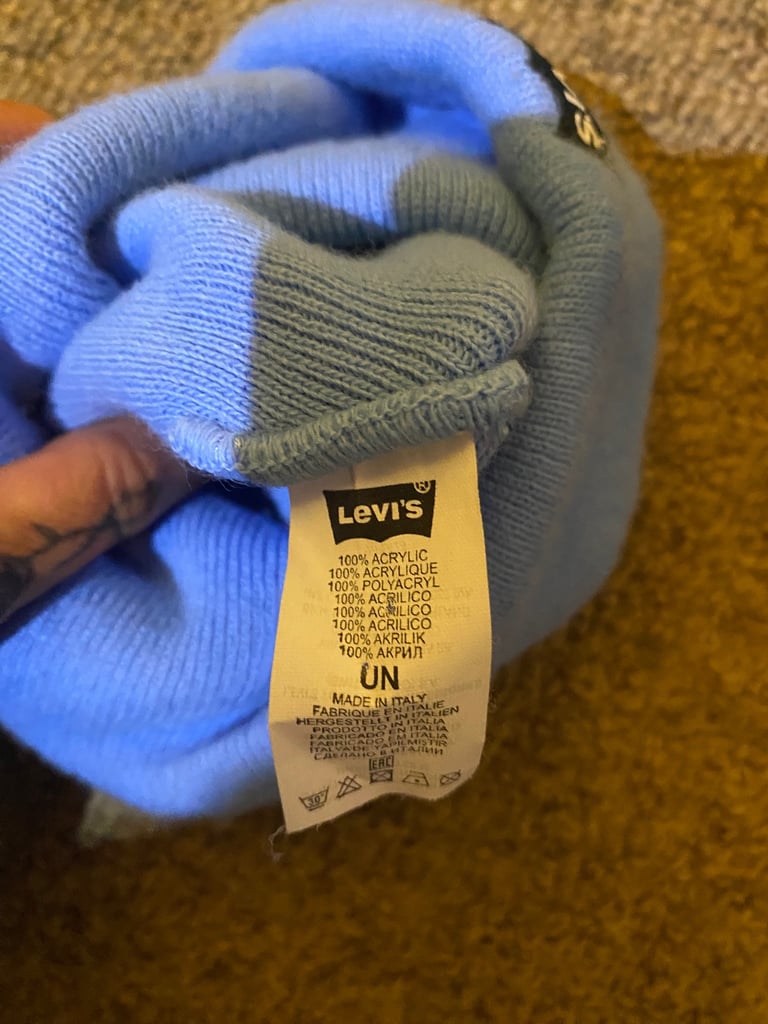 LEVI'S®
100% ACRYLIC
100% ACRYLIQUE
100% POLYACRYL
100% ACRILICO
100% ACRILICO
100% ACRILICO
100% AKRILIK
100% АКРИЛ
UN
MADE IN ITALY
FABRIQUE EN ITALIE
HERGESTELLT IN ITALIEN
PRODOTTO IN ITALIA
FABRICADO EN ITALIA
FABRICADO EM ITALIA
ITALYADE YAPILMISTIR
СДЕЛАНО В ИТАЛИИ
EAC
30°